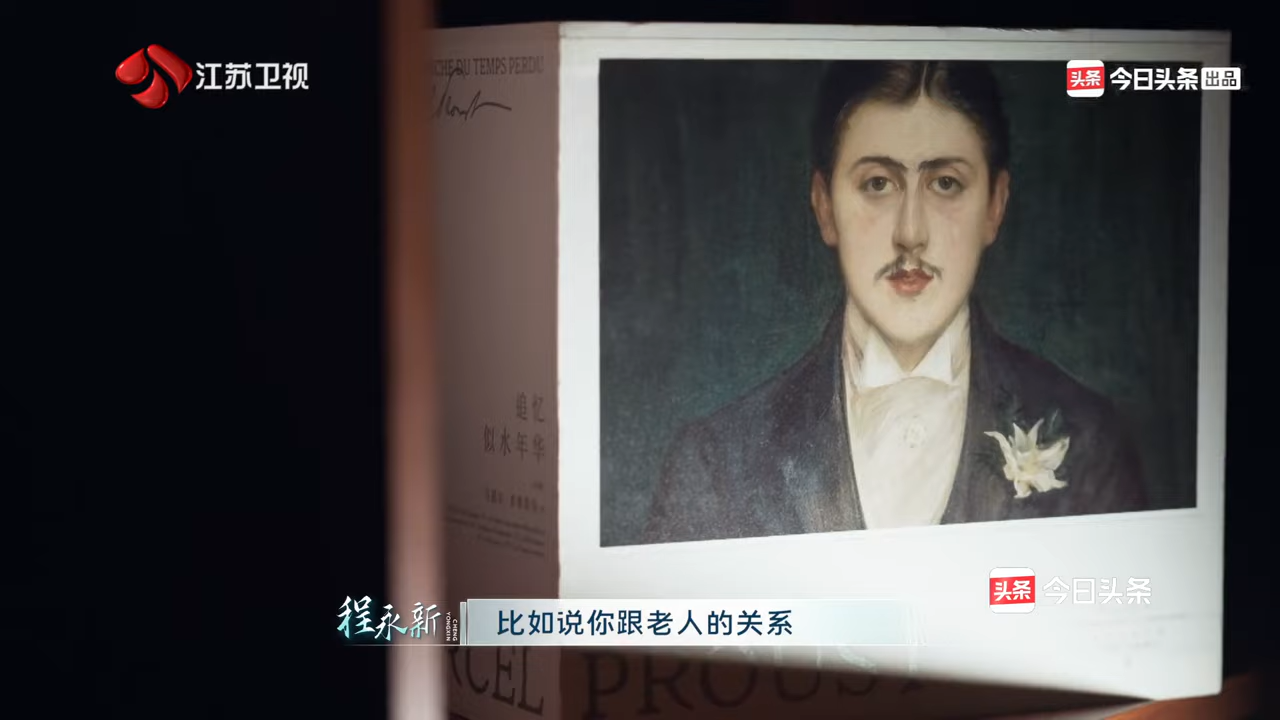 江苏卫视
头条 今日头条 出品
CHE DU TEMPS PERDU
追忆
似水年华
头条 今日头条
程永新 CHENG YONGXIN 比如说你跟老人的关系
RCEL PROUST